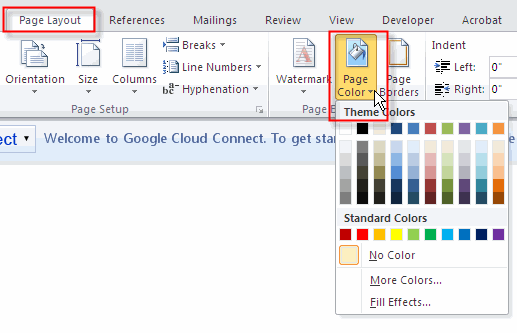 Page Layout References Mailings Review View Developer Acrobat
Orientation Size Columns Breaks Line Numbers Hyphenation
Page Setup
Watermark Page Color Page Borders
Page B
Indent
Left: 0"
Right: 0"
ect Welcome to Google Cloud Connect. To get star
Theme Colors
Standard Colors
No Color
More Colors...
Fill Effects...